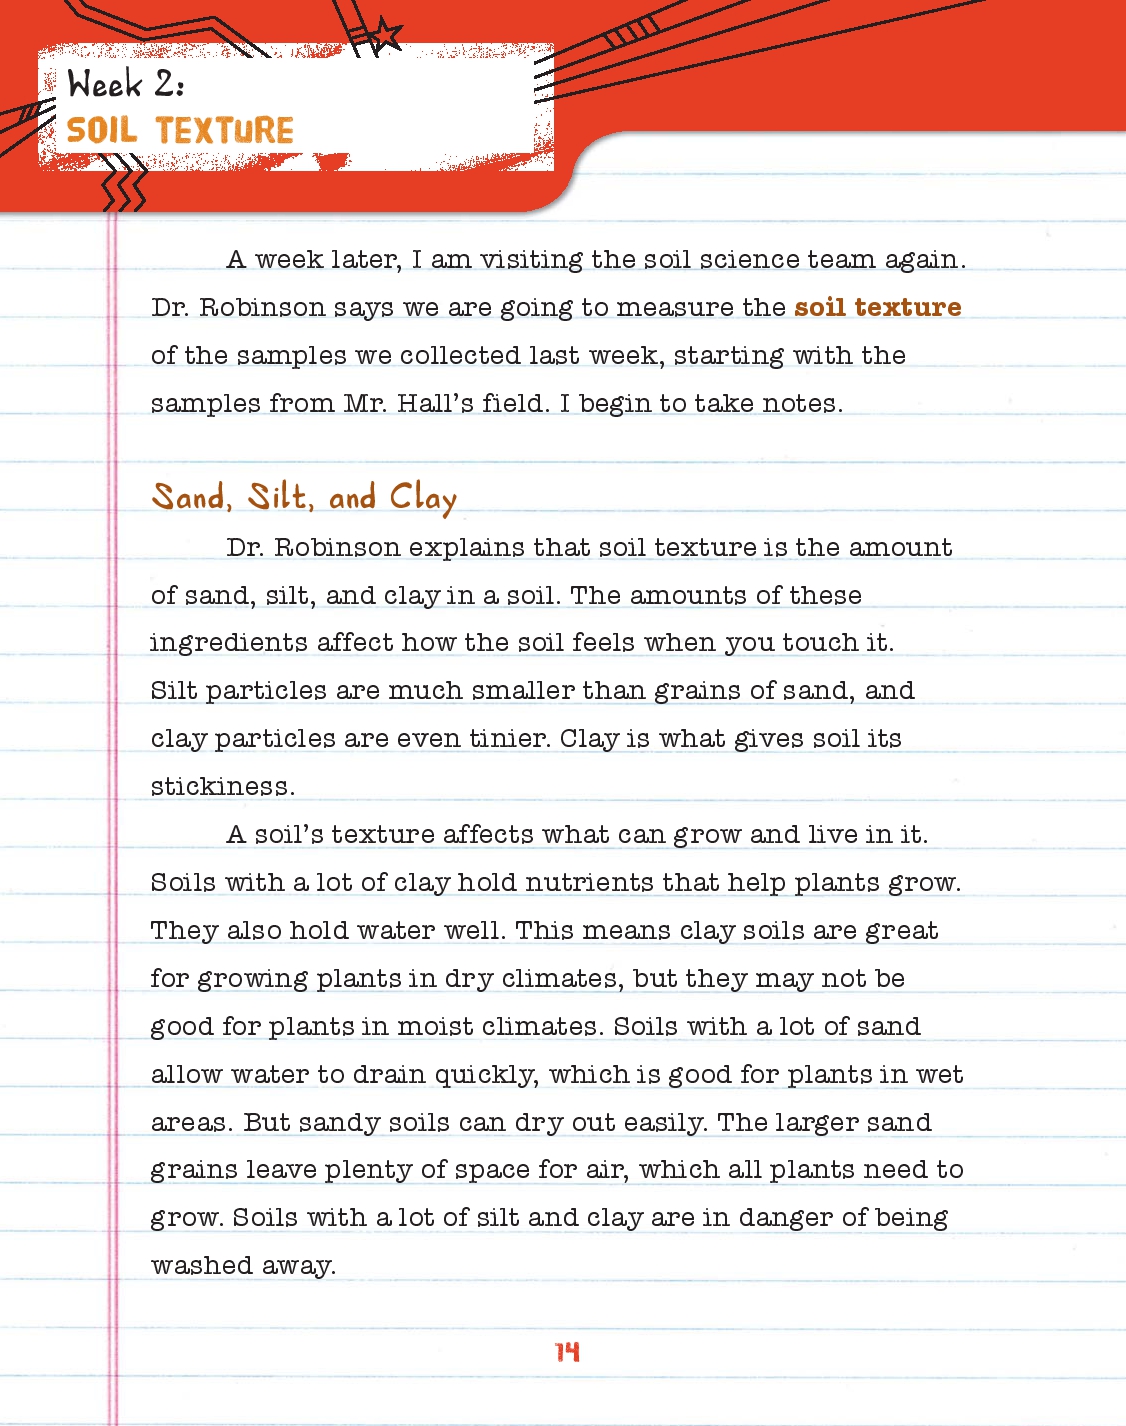 Week 2:
SOIL TEXTURE
A week later, I am visiting the soil science team again.
Dr. Robinson says we are going to measure the soil texture
of the samples we collected last week, starting with the
samples from Mr. Hall's field. I begin to take notes.
Sand, Silt, and Clay
Dr. Robinson explains that soil texture is the amount
of sand, silt, and clay in a soil. The amounts of these
ingredients affect how the soil feels when you touch it.
Silt particles are much smaller than grains of sand, and
clay particles are even tinier. Clay is what gives soil its
stickiness.
A soil's texture affects what can grow and live in it.
Soils with a lot of clay hold nutrients that help plants grow.
They also hold water well. This means clay soils are great
for growing plants in dry climates, but they may not be
good for plants in moist climates. Soils with a lot of sand
allow water to drain quickly, which is good for plants in wet
areas. But sandy soils can dry out easily. The larger sand
grains leave plenty of space for air, which all plants need to
grow. Soils with a lot of silt and clay are in danger of being
washed away.
14